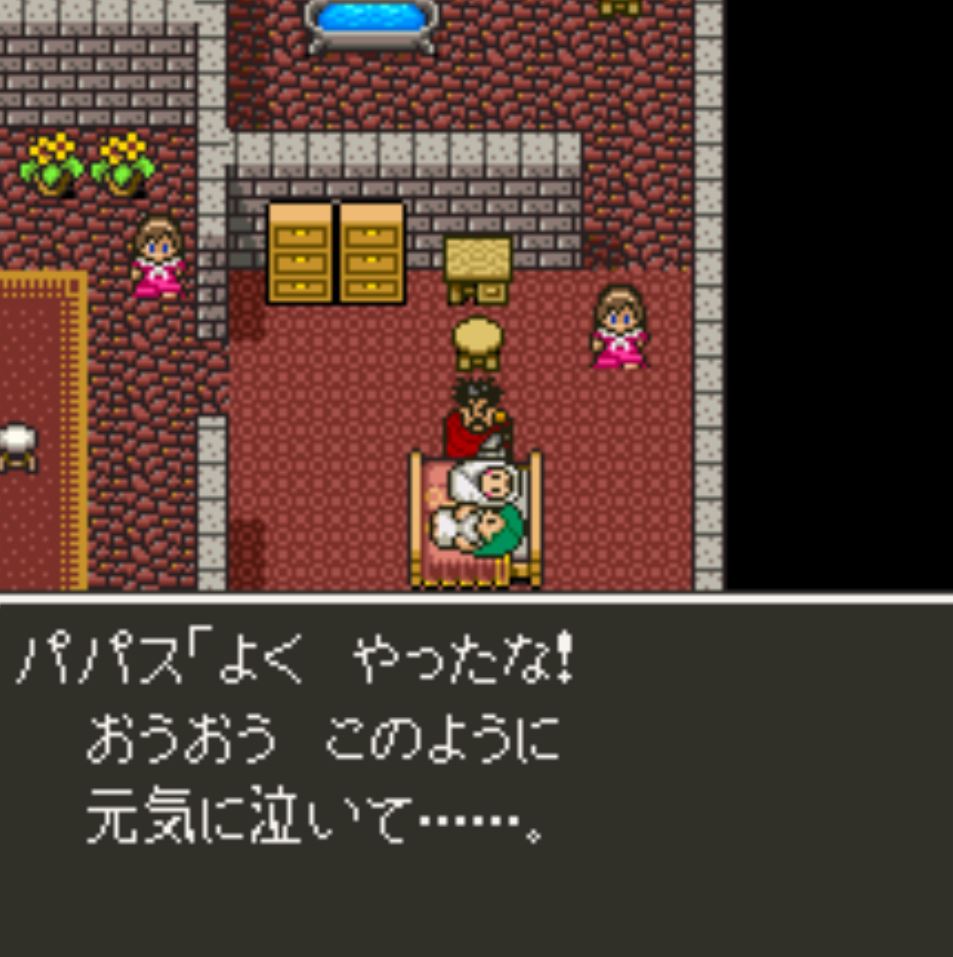 パパス「よく　やったな！
おうおう　このように
元気に泣いて……。